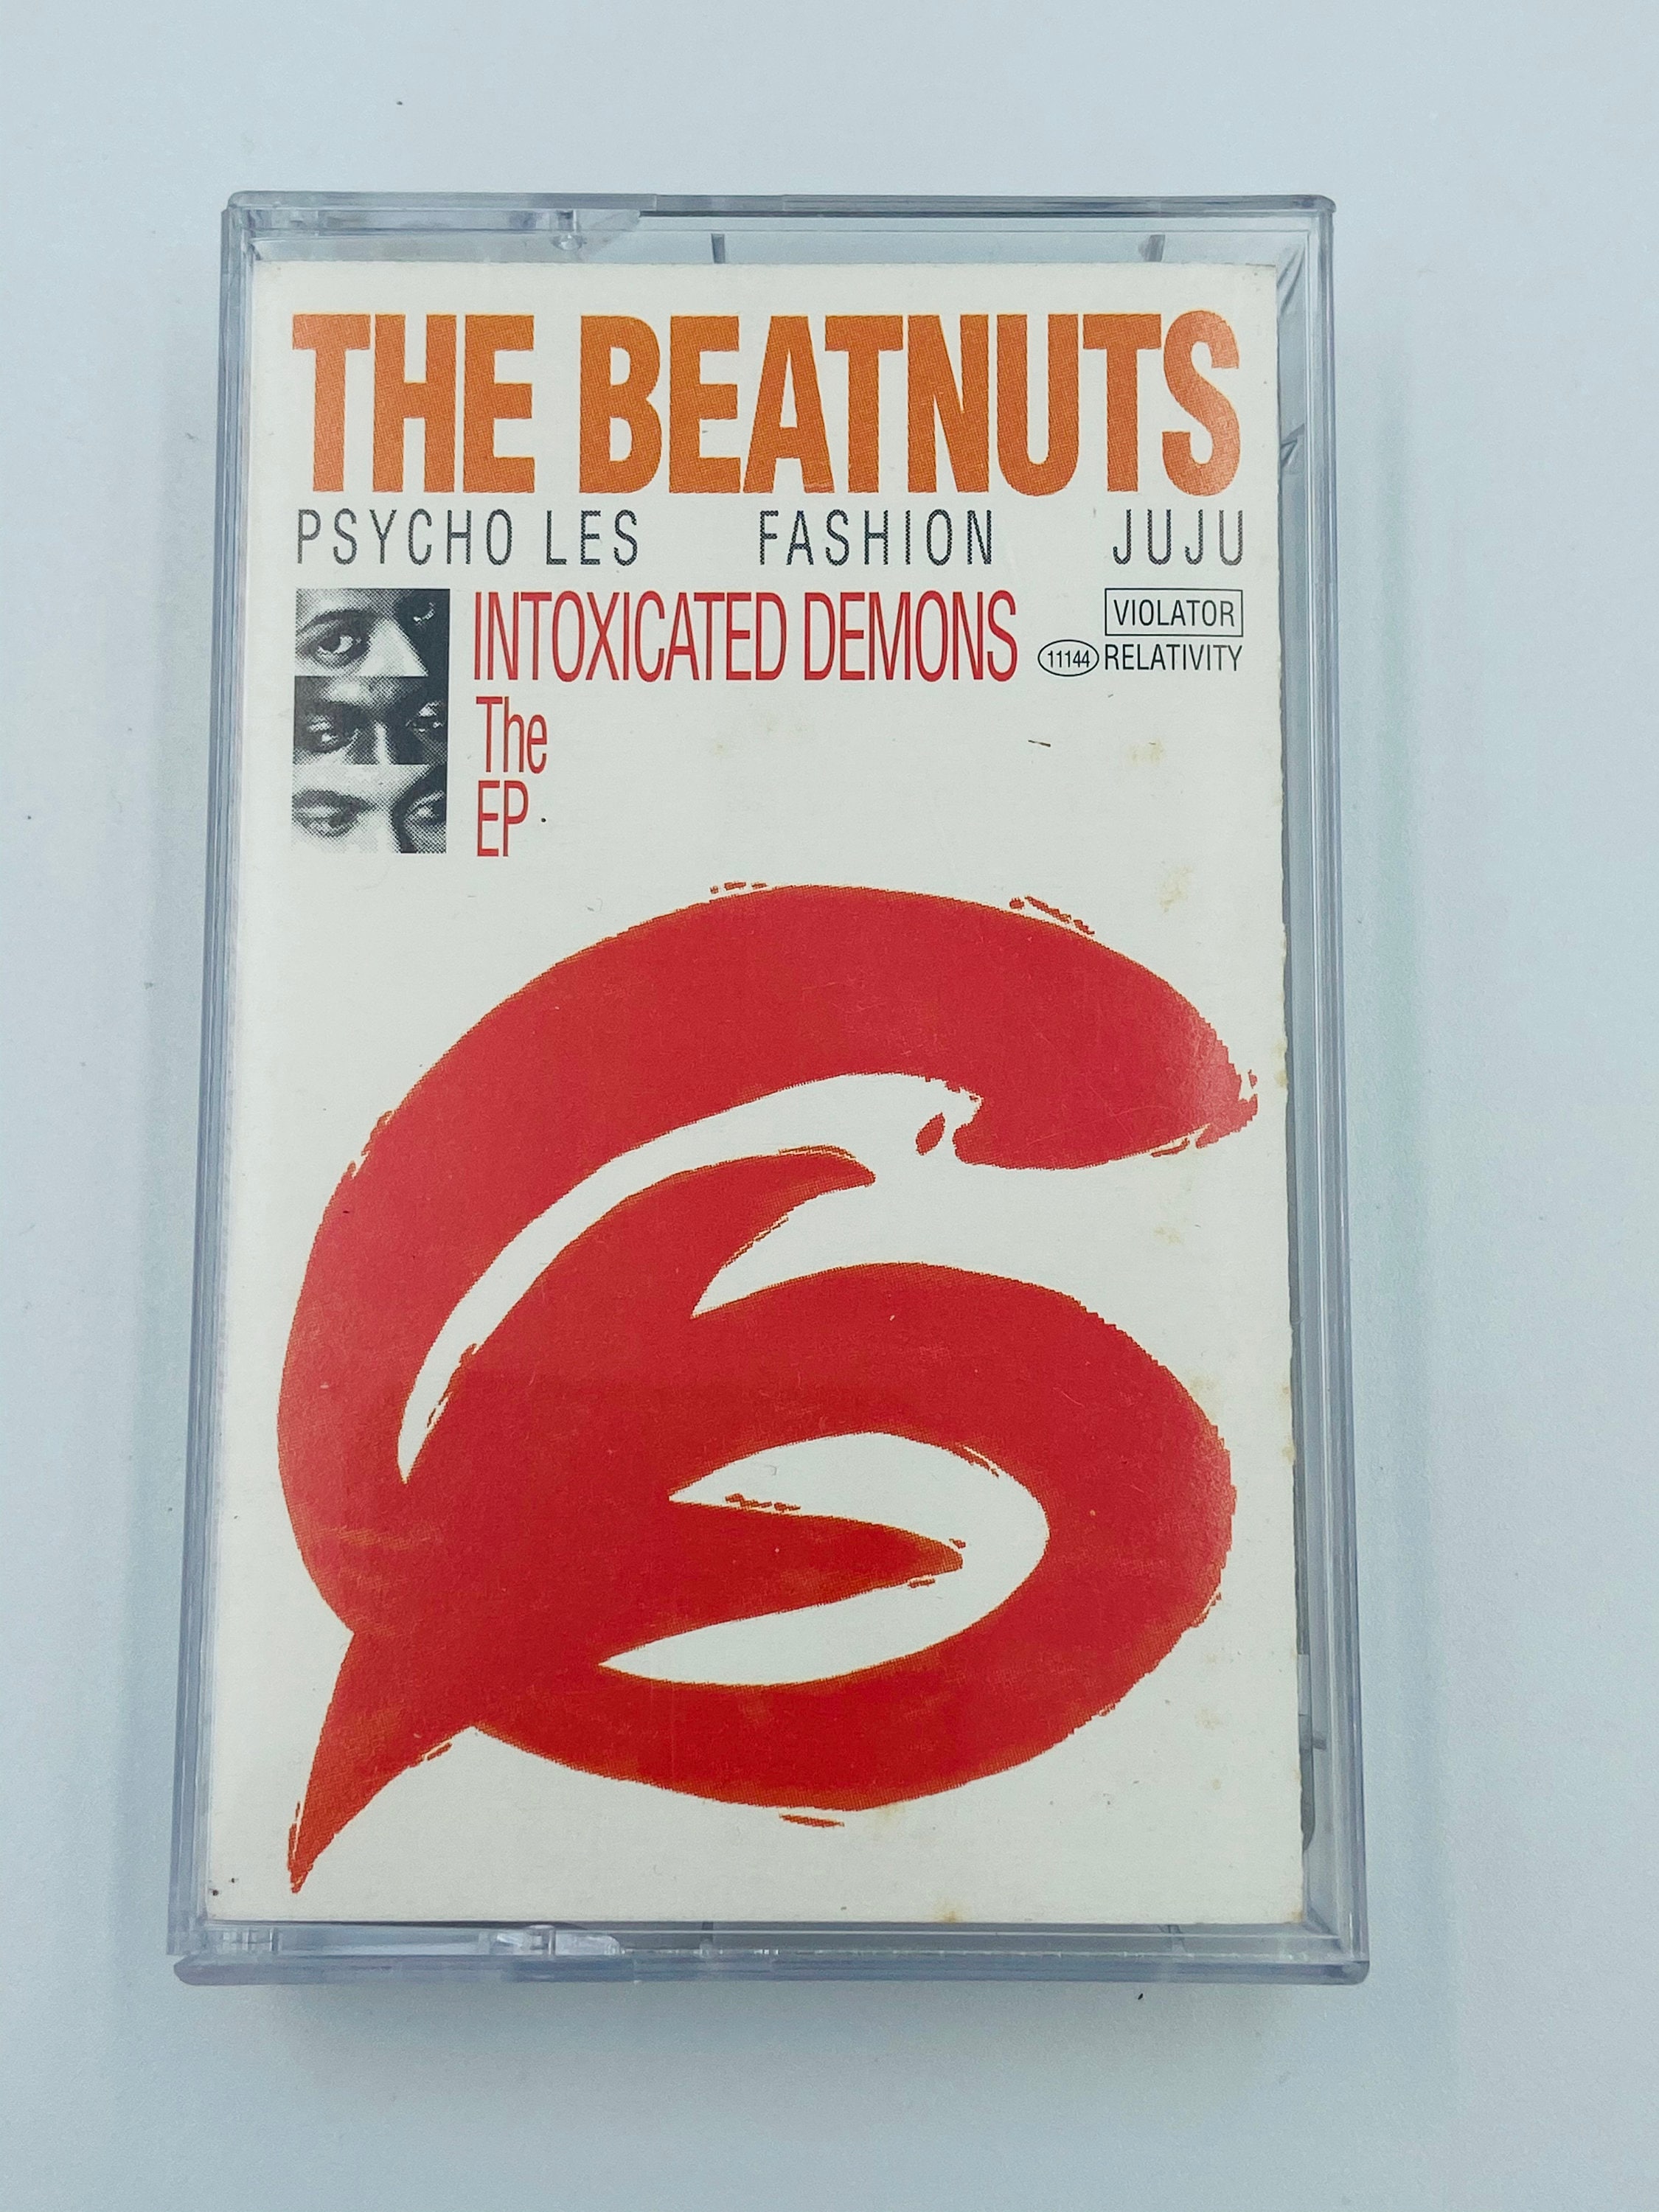 THE BEATNUTS
PSYCHO LES FASHION JUJU
INTOXICATED DEMONS
The
EP
VIOLATOR
11144 RELATIVITY